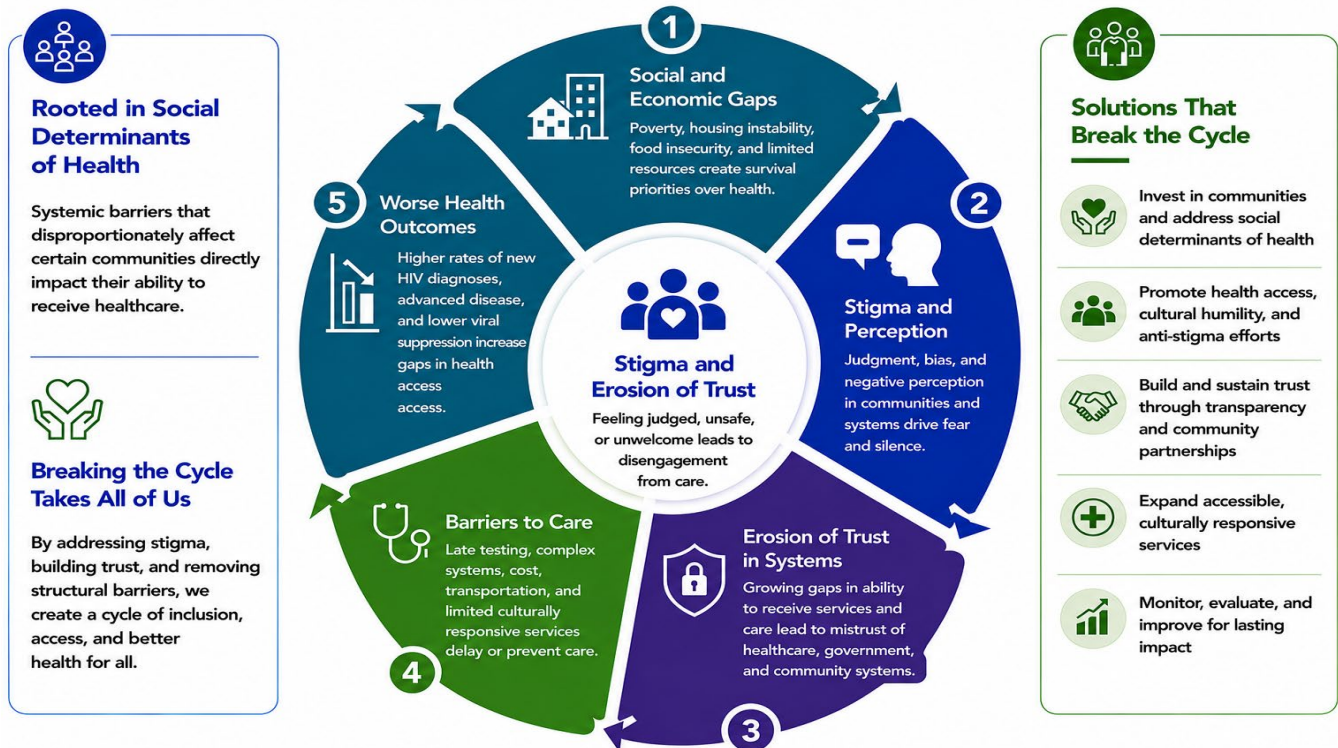 Rooted in Social
Determinants
of Health
Systemic barriers that
disproportionately affect
certain communities directly
impact their ability to
receive healthcare.
Breaking the Cycle
Takes All of Us
By addressing stigma,
building trust, and removing
structural barriers, we
create a cycle of inclusion,
access, and better
health for all.
1
Social and
Economic Gaps
Poverty, housing instability,
food insecurity, and limited
resources create survival
priorities over health.
2
Stigma and
Perception
Judgment, bias, and
negative perception
in communities and
systems drive fear
and silence.
3
Erosion of Trust
in Systems
Growing gaps in ability
to receive services and
care lead to mistrust of
healthcare, government,
and community systems.
4
Barriers to Care
Late testing, complex
systems, cost,
transportation, and
limited culturally
responsive services
delay or prevent care.
5
Worse Health
Outcomes
Higher rates of new
HIV diagnoses,
advanced disease,
and lower viral
suppression increase
gaps in health
access
access.
Stigma and
Erosion of Trust
Feeling judged, unsafe,
or unwelcome leads to
disengagement
from care.
Solutions That
Break the Cycle
Invest in communities
and address social
determinants of health
Promote health access,
cultural humility, and
anti-stigma efforts
Build and sustain trust
through transparency
and community
partnerships
Expand accessible,
culturally responsive
services
Monitor, evaluate, and
improve for lasting
impact